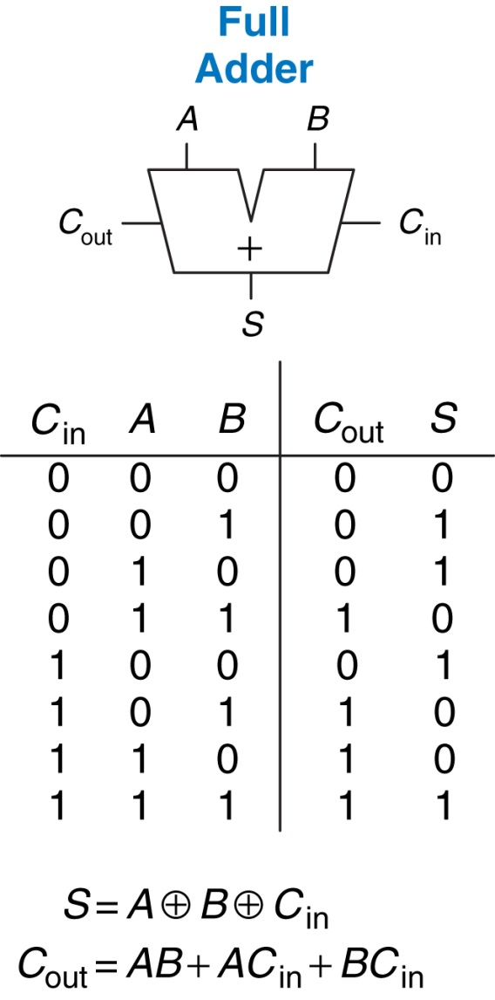 Full
Adder
A B
Cout Cin
+
S
Cin A B Cout S
0 0 0 0 0
0 0 1 0 1
0 1 0 0 1
0 1 1 1 0
1 0 0 0 1
1 0 1 1 0
1 1 0 1 0
1 1 1 1 1
S = A ⊕ B ⊕ Cin
Cout = AB + ACin + BCin